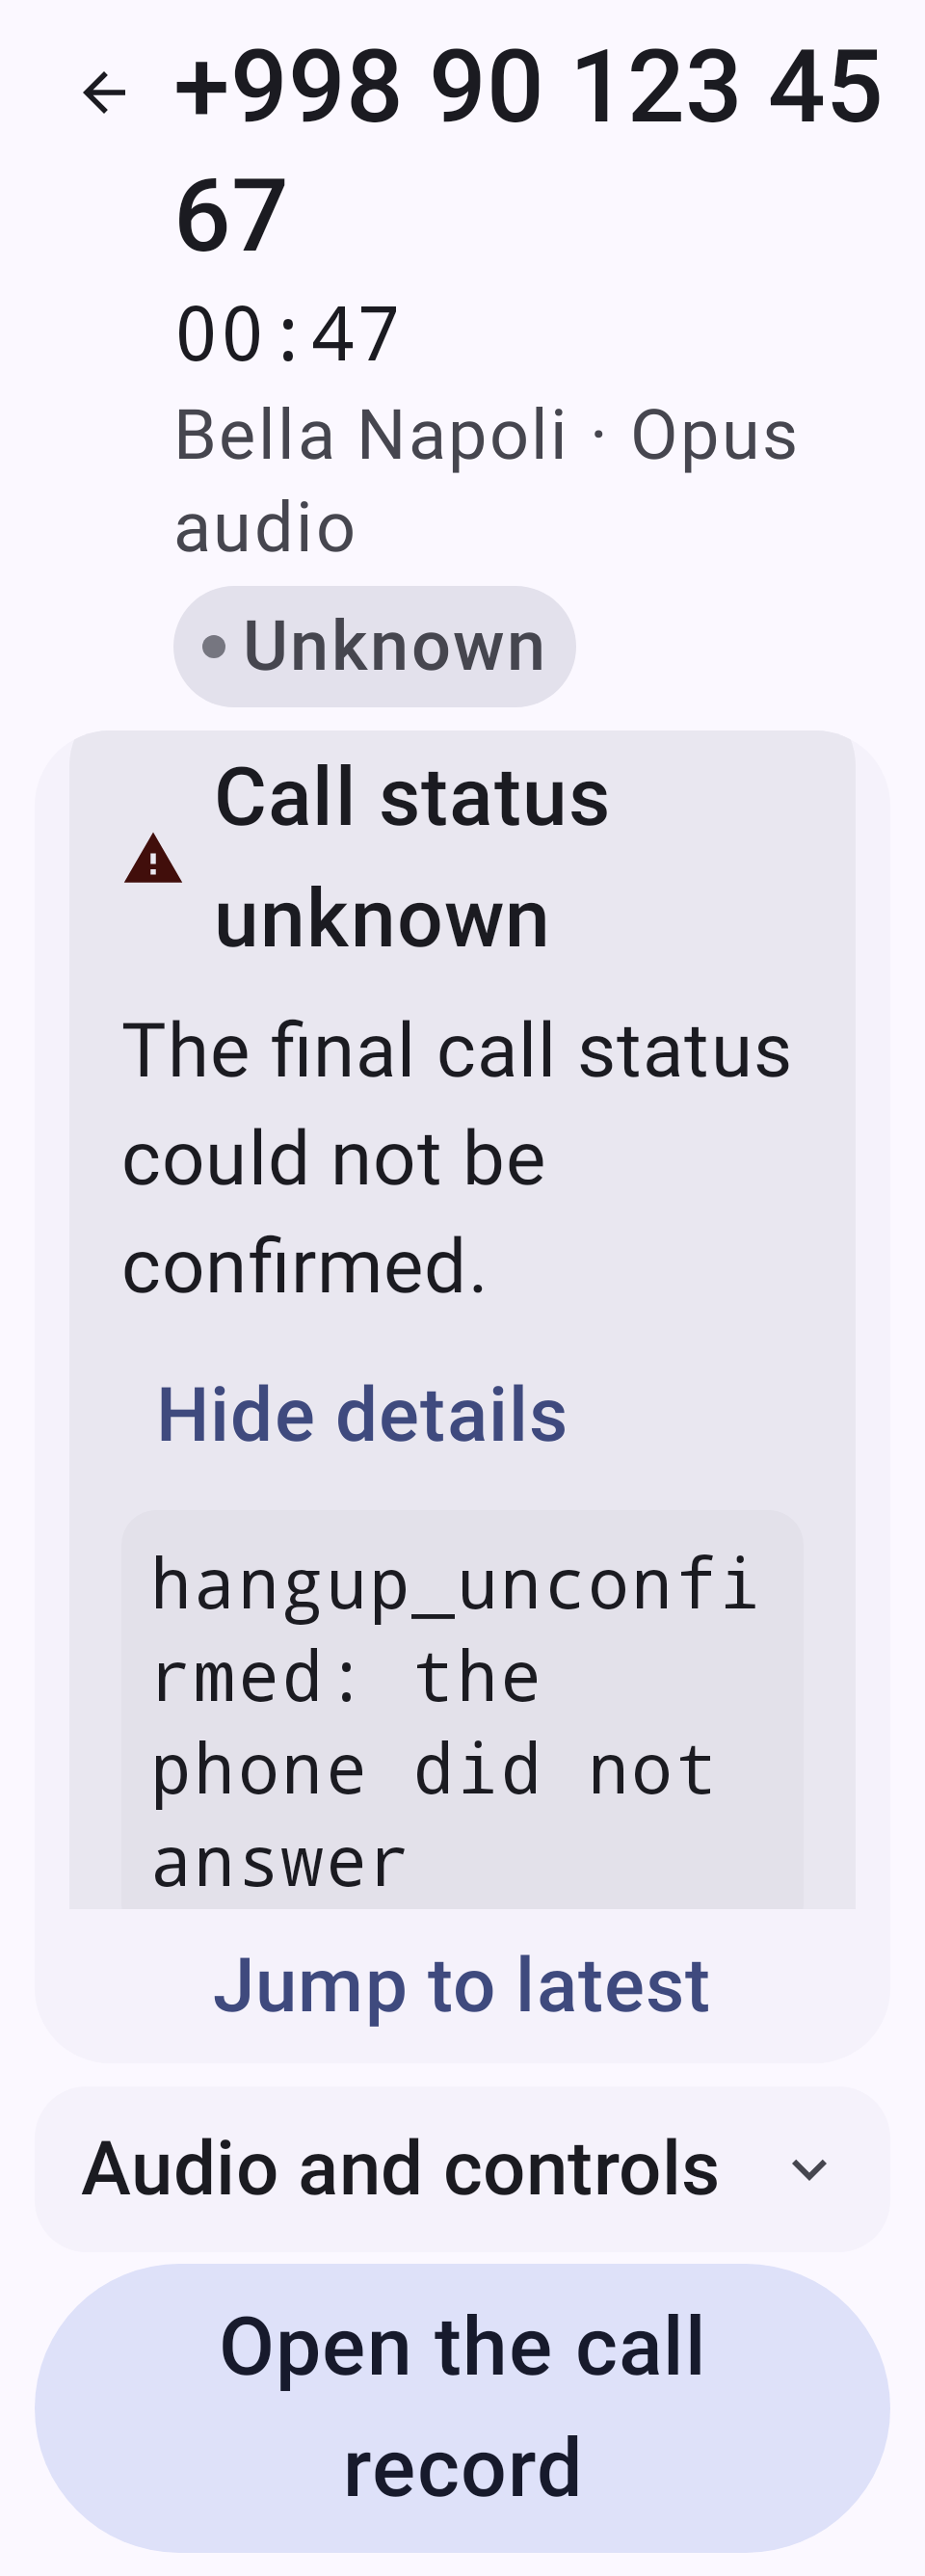 +998 90 123 45
67
00:47
Bella Napoli · Opus
audio
Unknown
Call status
unknown
The final call status
could not be
confirmed.
Hide details
hangup_unconfi
rmed: the
phone did not
answer
Jump to latest
Audio and controls
Open the call
record